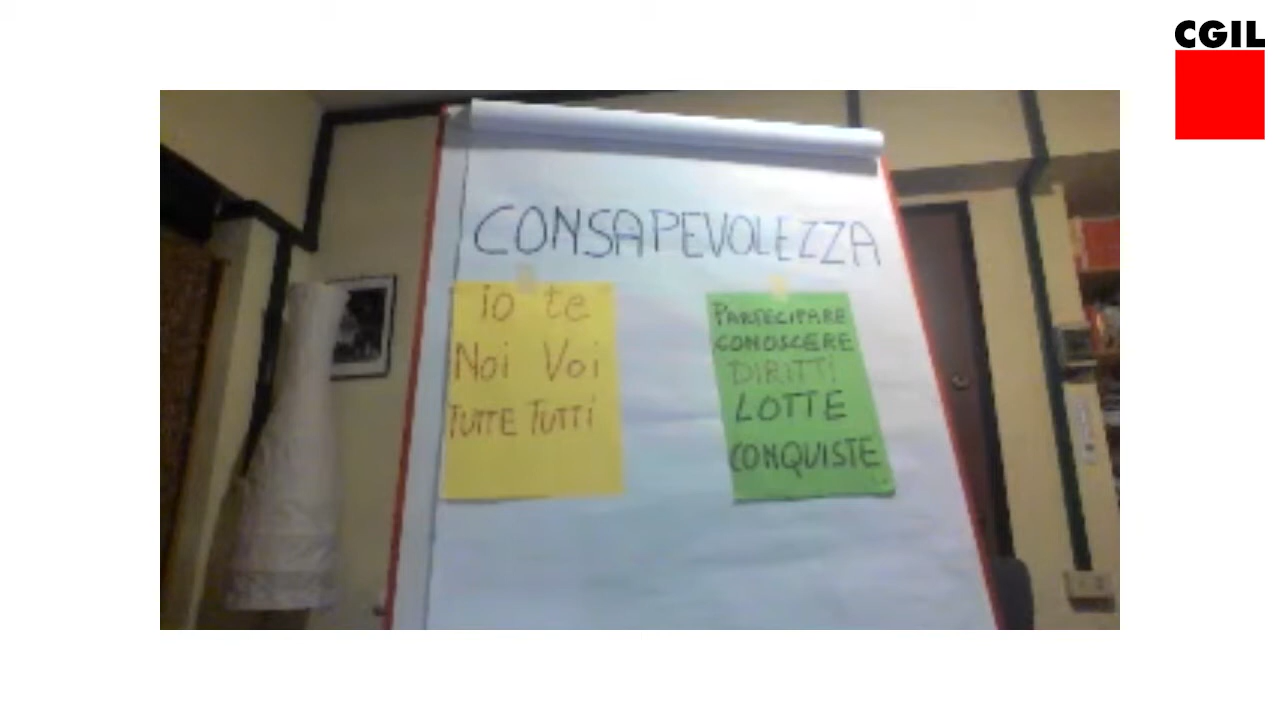 CGIL
CONSAPEVOLEZZA
io te
Noi Voi
TUTTE TUTTI
PARTECIPARE
CONOSCERE
DIRITTI
LOTTE
CONQUISTE